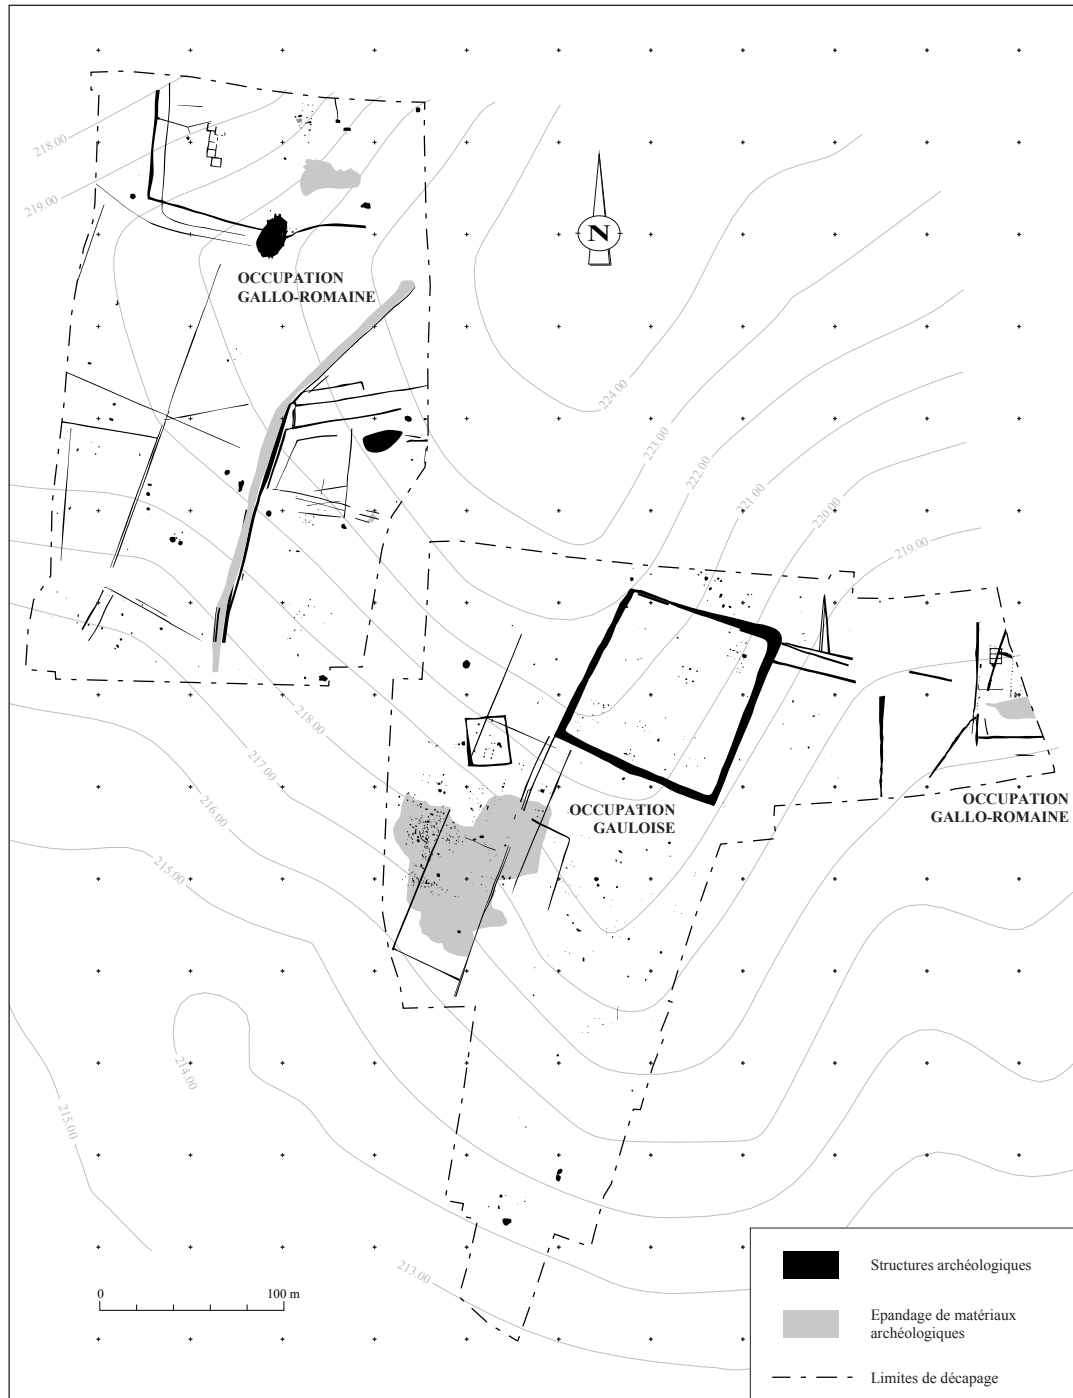 218.00
219.00
N
OCCUPATION
GALLO-ROMAINE
224.00
223.00
222.00
221.00
220.00
219.00
218.00
217.00
216.00
215.00
214.00
215.00
213.00
OCCUPATION
GAULOISE
OCCUPATION
GALLO-ROMAINE
0 100 m
Structures archéologiques
Epandage de matériaux
archéologiques
Limites de décapage